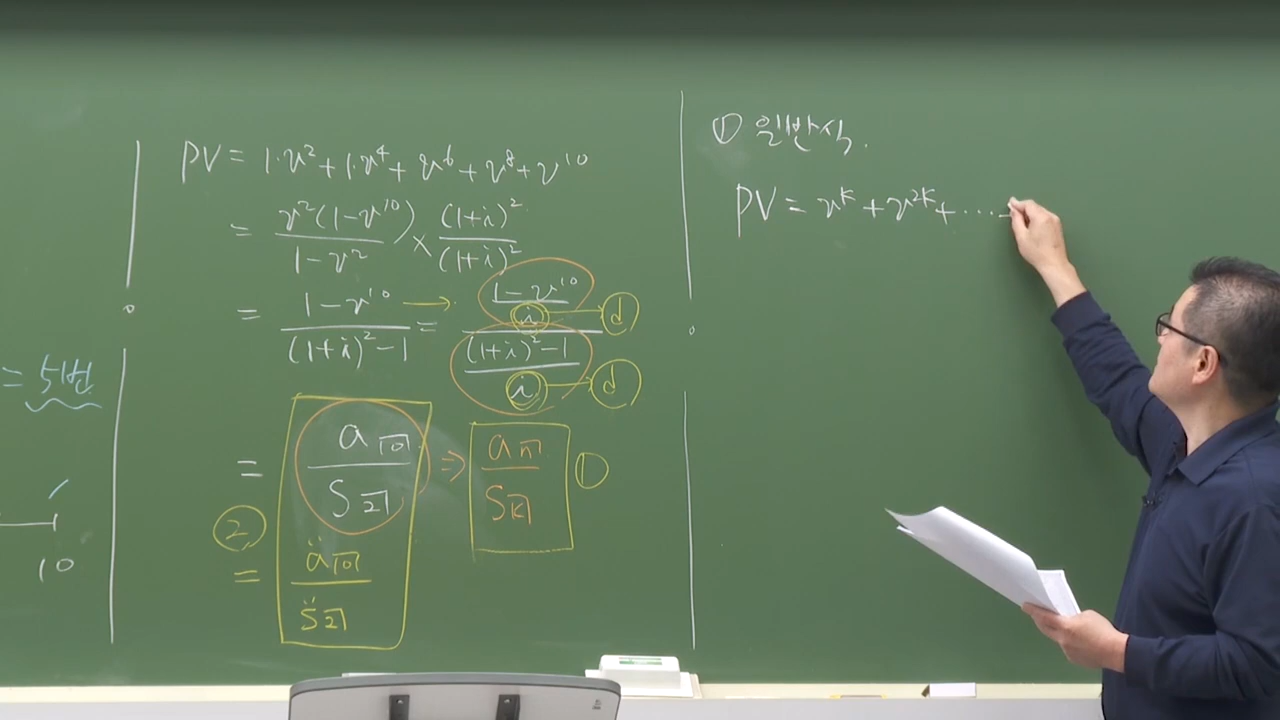 = 5번
10
PV = 1·v² + 1·v⁴ + v⁶ + v⁸ + v¹⁰
= v²(1-v¹⁰) / 1-v² × (1+i)² / (1+i)²
= 1-v¹⁰ / (1+i)²-1 → = (1-v¹⁰ / i) / ((1+i)²-1 / i)
ⓓ
ⓓ
= a10̅| / s2̅| ⇒ an̅| / sk̅| ①
②
= ä10̅| / s̈2̅|
① 일반식.
PV = vᵏ + v²ᵏ + ....